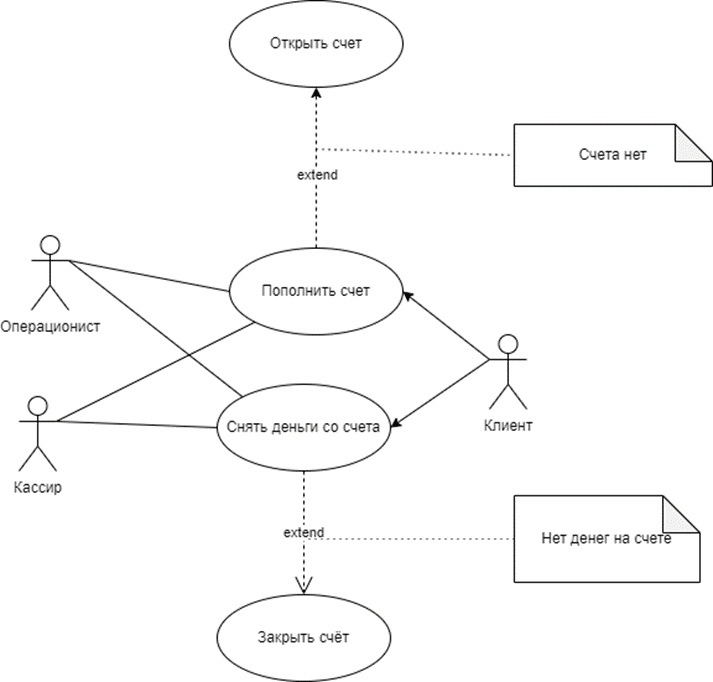 Открыть счет
Счета нет
extend
Операционист
Пополнить счет
Клиент
Кассир
Снять деньги со счета
extend
Нет денег на счете
Закрыть счёт